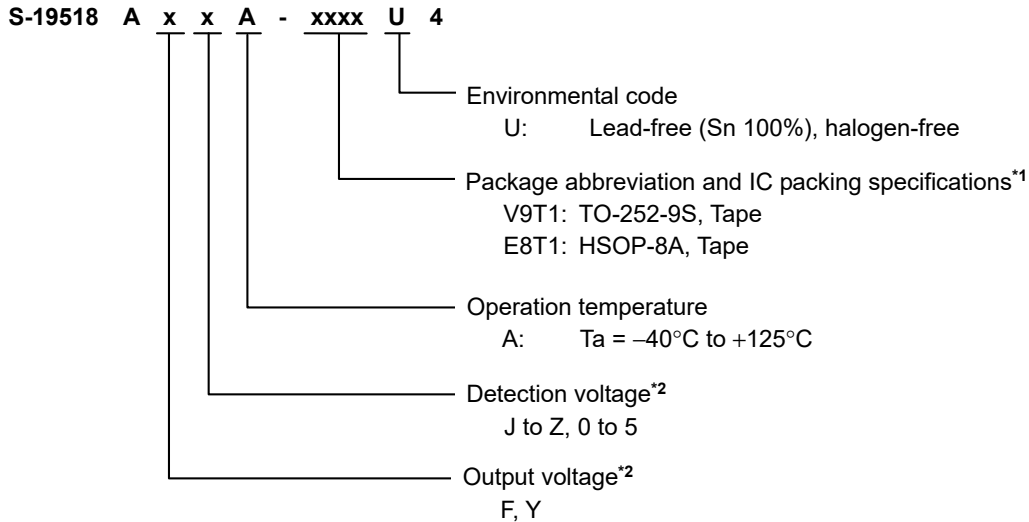 S-19518 A x x A - xxxx U 4
Environmental code
U: Lead-free (Sn 100%), halogen-free
Package abbreviation and IC packing specifications*1
V9T1: TO-252-9S, Tape
E8T1: HSOP-8A, Tape
Operation temperature
A: Ta = −40°C to +125°C
Detection voltage*2
J to Z, 0 to 5
Output voltage*2
F, Y